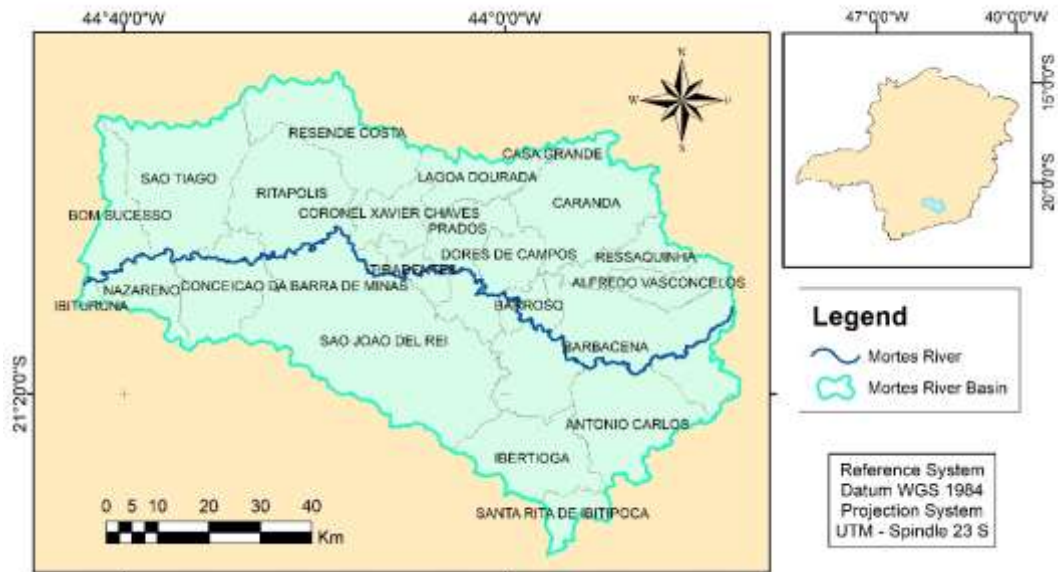 44°40'0"W
44°0'0"W
47°0'0"W
40°0'0"W
15°0'0"S
20°0'0"S
21°20'0"S
N
W
S
RESENDE COSTA
CASA GRANDE
LAGOA DOURADA
SAO TIAGO
RITAPOLIS
CARANDA
BOM SUCESSO
CORONEL XAVIER CHAVES
PRADOS
DORES DE CAMPOS
RESSAQUINHA
TIRADENTES
ALFREDO VASCONCELOS
NAZARENO
CONCEICAO DA BARRA DE MINAS
IBITURUNA
BARROSO
SAO JOAO DEL REI
BARBACENA
ANTONIO CARLOS
IBERTIOGA
SANTA RITA DE IBITIPOCA
0 5 10 20 30 40
Km
Legend
Mortes River
Mortes River Basin
Reference System
Datum WGS 1984
Projection System
UTM - Spindle 23 S